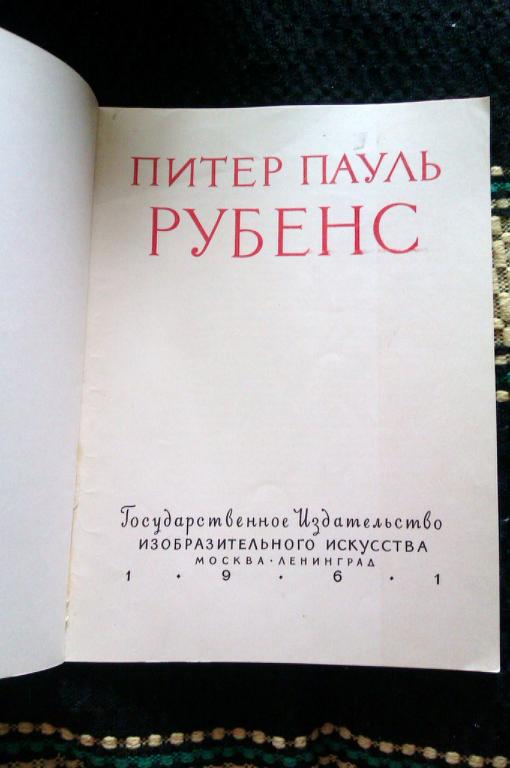 ПИТЕР ПАУЛЬ
РУБЕНС
Государственное Издательство
ИЗОБРАЗИТЕЛЬНОГО ИСКУССТВА
МОСКВА · ЛЕНИНГРАД
1 · 9 · 6 · 1